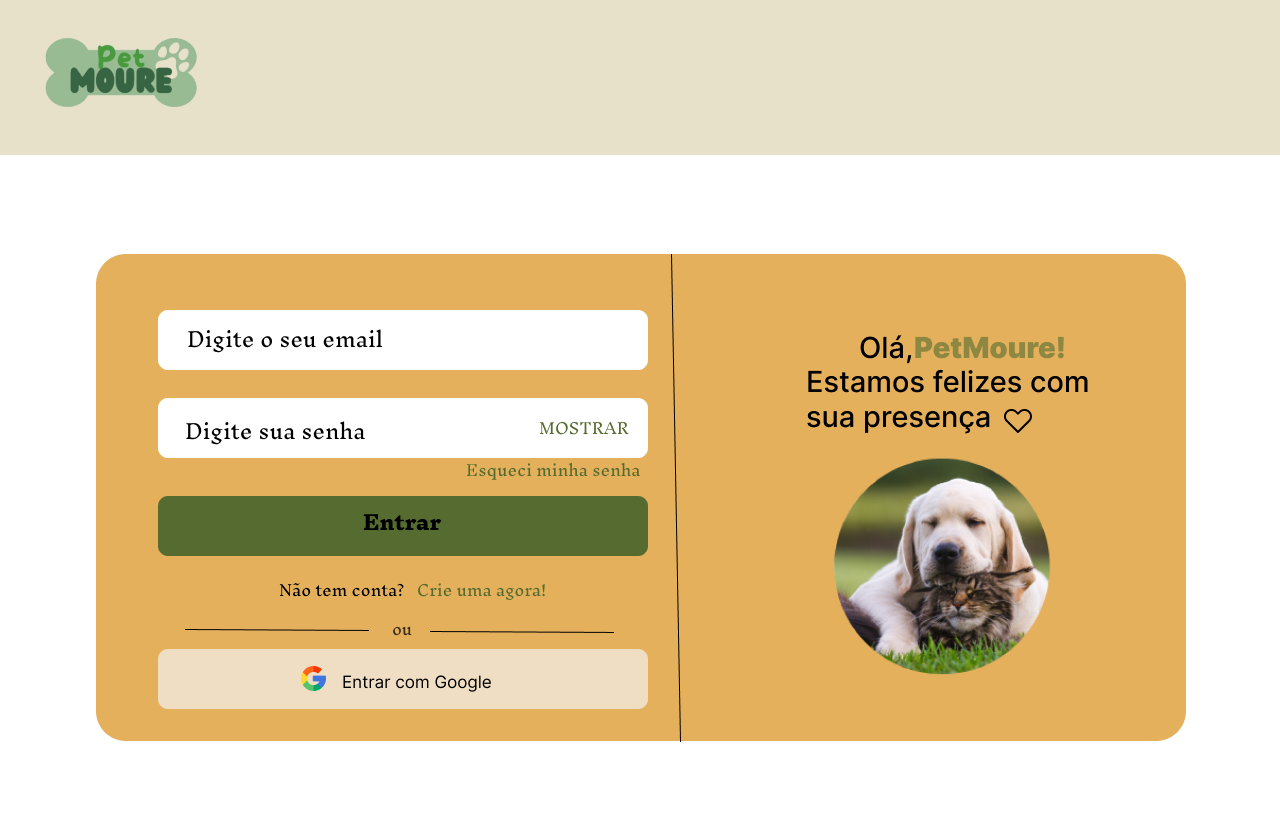 Pet
MOURE
Digite o seu email
Digite sua senha
MOSTRAR
Esqueci minha senha
Entrar
Não tem conta? Crie uma agora!
ou
Entrar com Google
Olá,PetMoure!
Estamos felizes com
sua presença